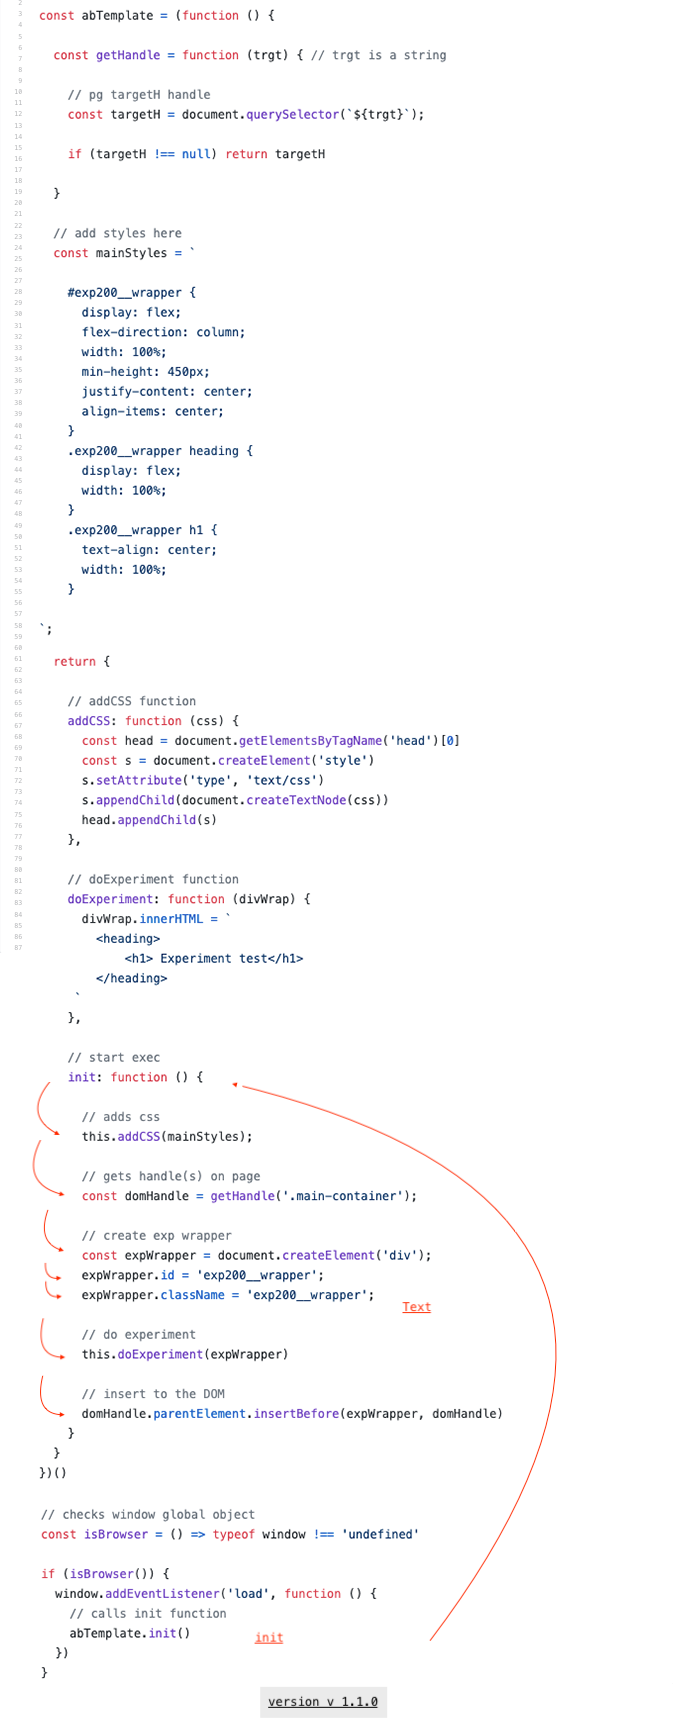 const abTemplate = (function () {
const getHandle = function (trgt) { // trgt is a string
// pg targetH handle
const targetH = document.querySelector(`${trgt}`);
if (targetH !== null) return targetH
}
// add styles here
const mainStyles = `
#exp200__wrapper {
display: flex;
flex-direction: column;
width: 100%;
min-height: 450px;
justify-content: center;
align-items: center;
}
.exp200__wrapper heading {
display: flex;
width: 100%;
}
.exp200__wrapper h1 {
text-align: center;
width: 100%;
}
`;
return {
// addCSS function
addCSS: function (css) {
const head = document.getElementsByTagName('head')[0]
const s = document.createElement('style')
s.setAttribute('type', 'text/css')
s.appendChild(document.createTextNode(css))
head.appendChild(s)
},
// doExperiment function
doExperiment: function (divWrap) {
divWrap.innerHTML = `
<heading>
<h1> Experiment test</h1>
</heading>
`
},
// start exec
init: function () {
// adds css
this.addCSS(mainStyles);
// gets handle(s) on page
const domHandle = getHandle('.main-container');
// create exp wrapper
const expWrapper = document.createElement('div');
expWrapper.id = 'exp200__wrapper';
expWrapper.className = 'exp200__wrapper';
Text
// do experiment
this.doExperiment(expWrapper)
// insert to the DOM
domHandle.parentElement.insertBefore(expWrapper, domHandle)
}
}
})()
// checks window global object
const isBrowser = () => typeof window !== 'undefined'
if (isBrowser()) {
window.addEventListener('load', function () {
// calls init function
abTemplate.init() init
})
}
version v 1.1.0